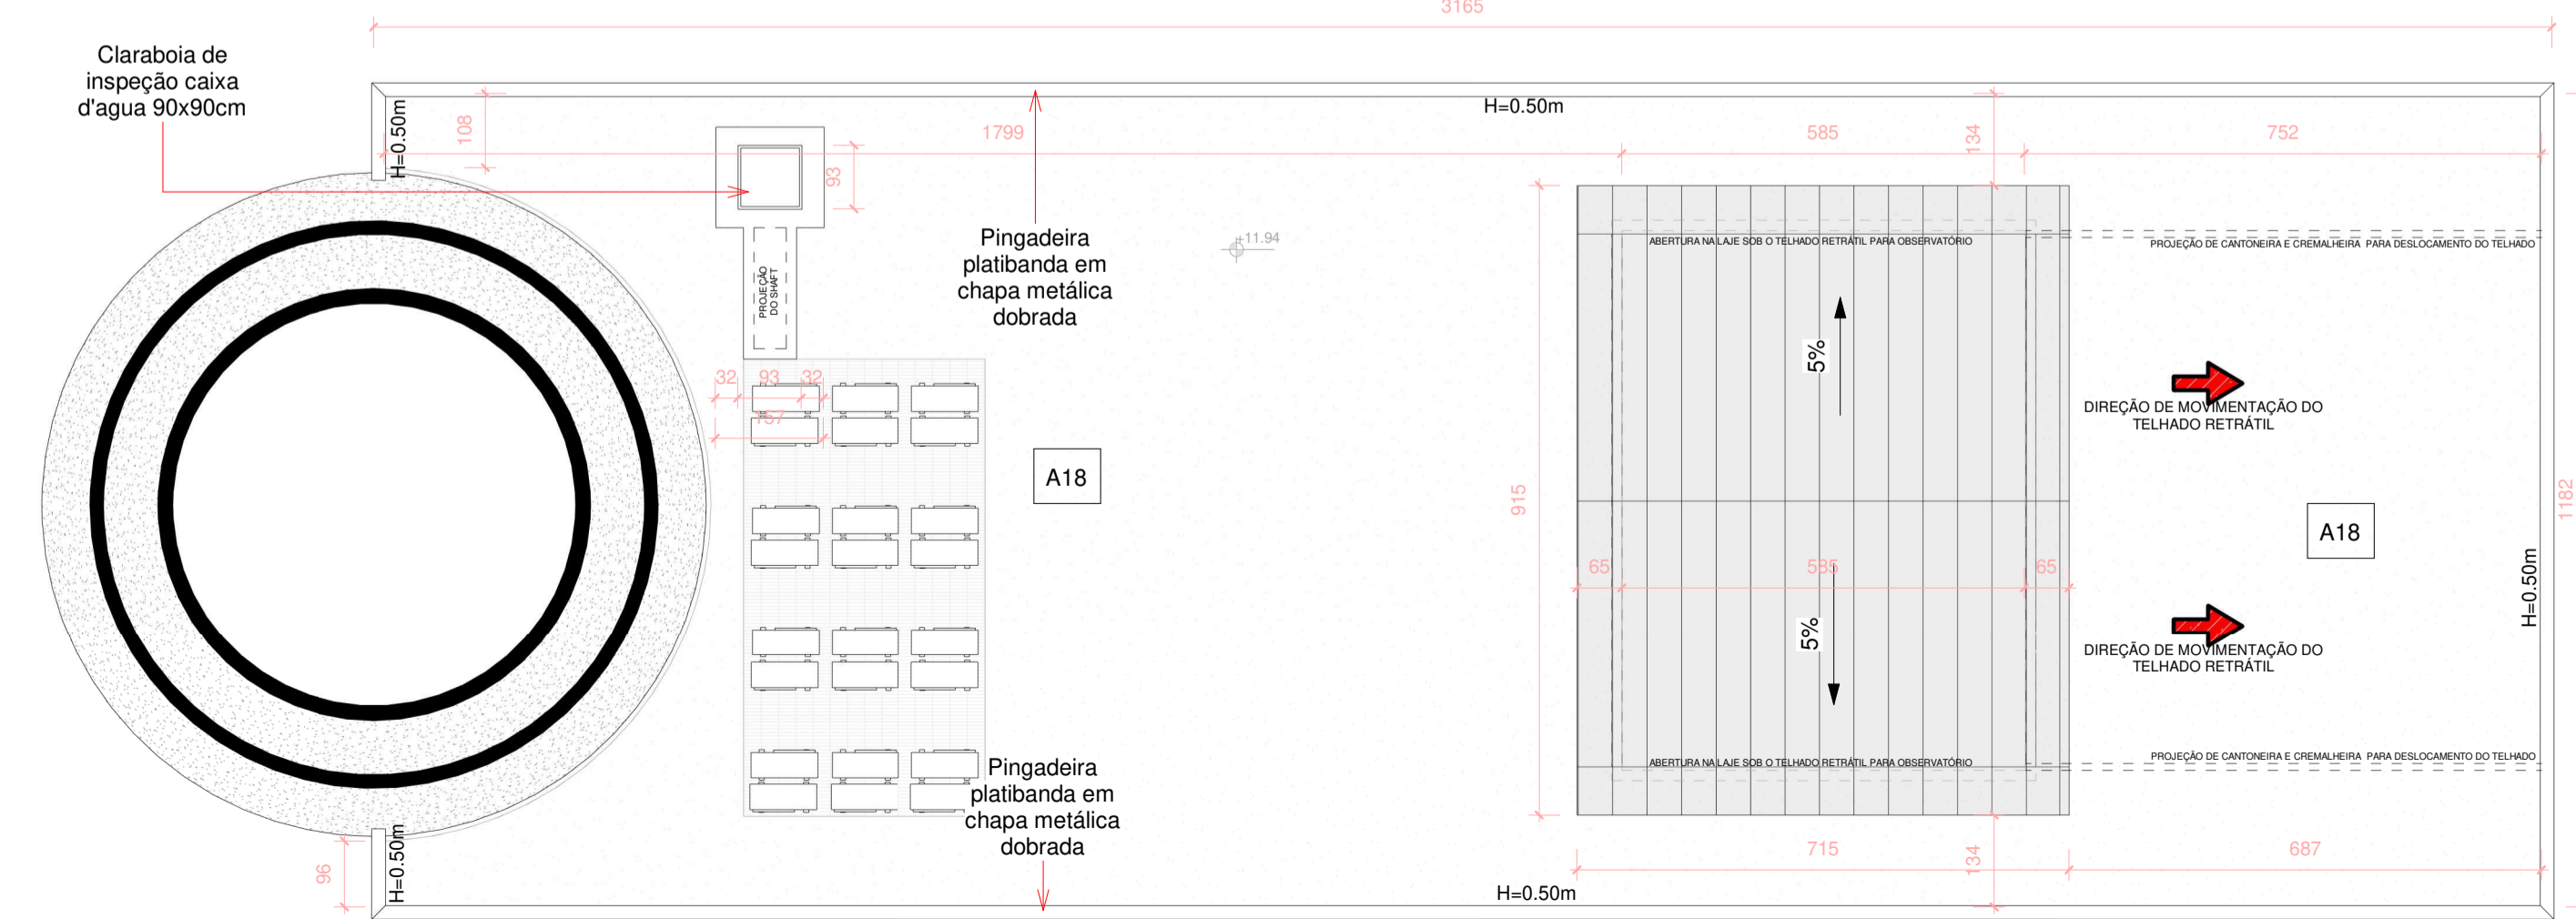 3165
Claraboia de
inspeção caixa
d'agua 90x90cm
H=0.50m
108
1799
H=0.50m
585
134
752
93
Pingadeira
platibanda em
chapa metálica
dobrada
+11.94
ABERTURA NA LAJE SOB O TELHADO RETRÁTIL PARA OBSERVATÓRIO
PROJEÇÃO DE CANTONEIRA E CREMALHEIRA PARA DESLOCAMENTO DO TELHADO
PROJEÇÃO
DO SHAFT
5%
32
93
32
157
DIREÇÃO DE MOVIMENTAÇÃO DO
TELHADO RETRÁTIL
A18
915
1182
A18
65
585
65
H=0.50m
5%
DIREÇÃO DE MOVIMENTAÇÃO DO
TELHADO RETRÁTIL
ABERTURA NA LAJE SOB O TELHADO RETRÁTIL PARA OBSERVATÓRIO
PROJEÇÃO DE CANTONEIRA E CREMALHEIRA PARA DESLOCAMENTO DO TELHADO
Pingadeira
platibanda em
chapa metálica
dobrada
96
H=0.50m
715
134
687
H=0.50m